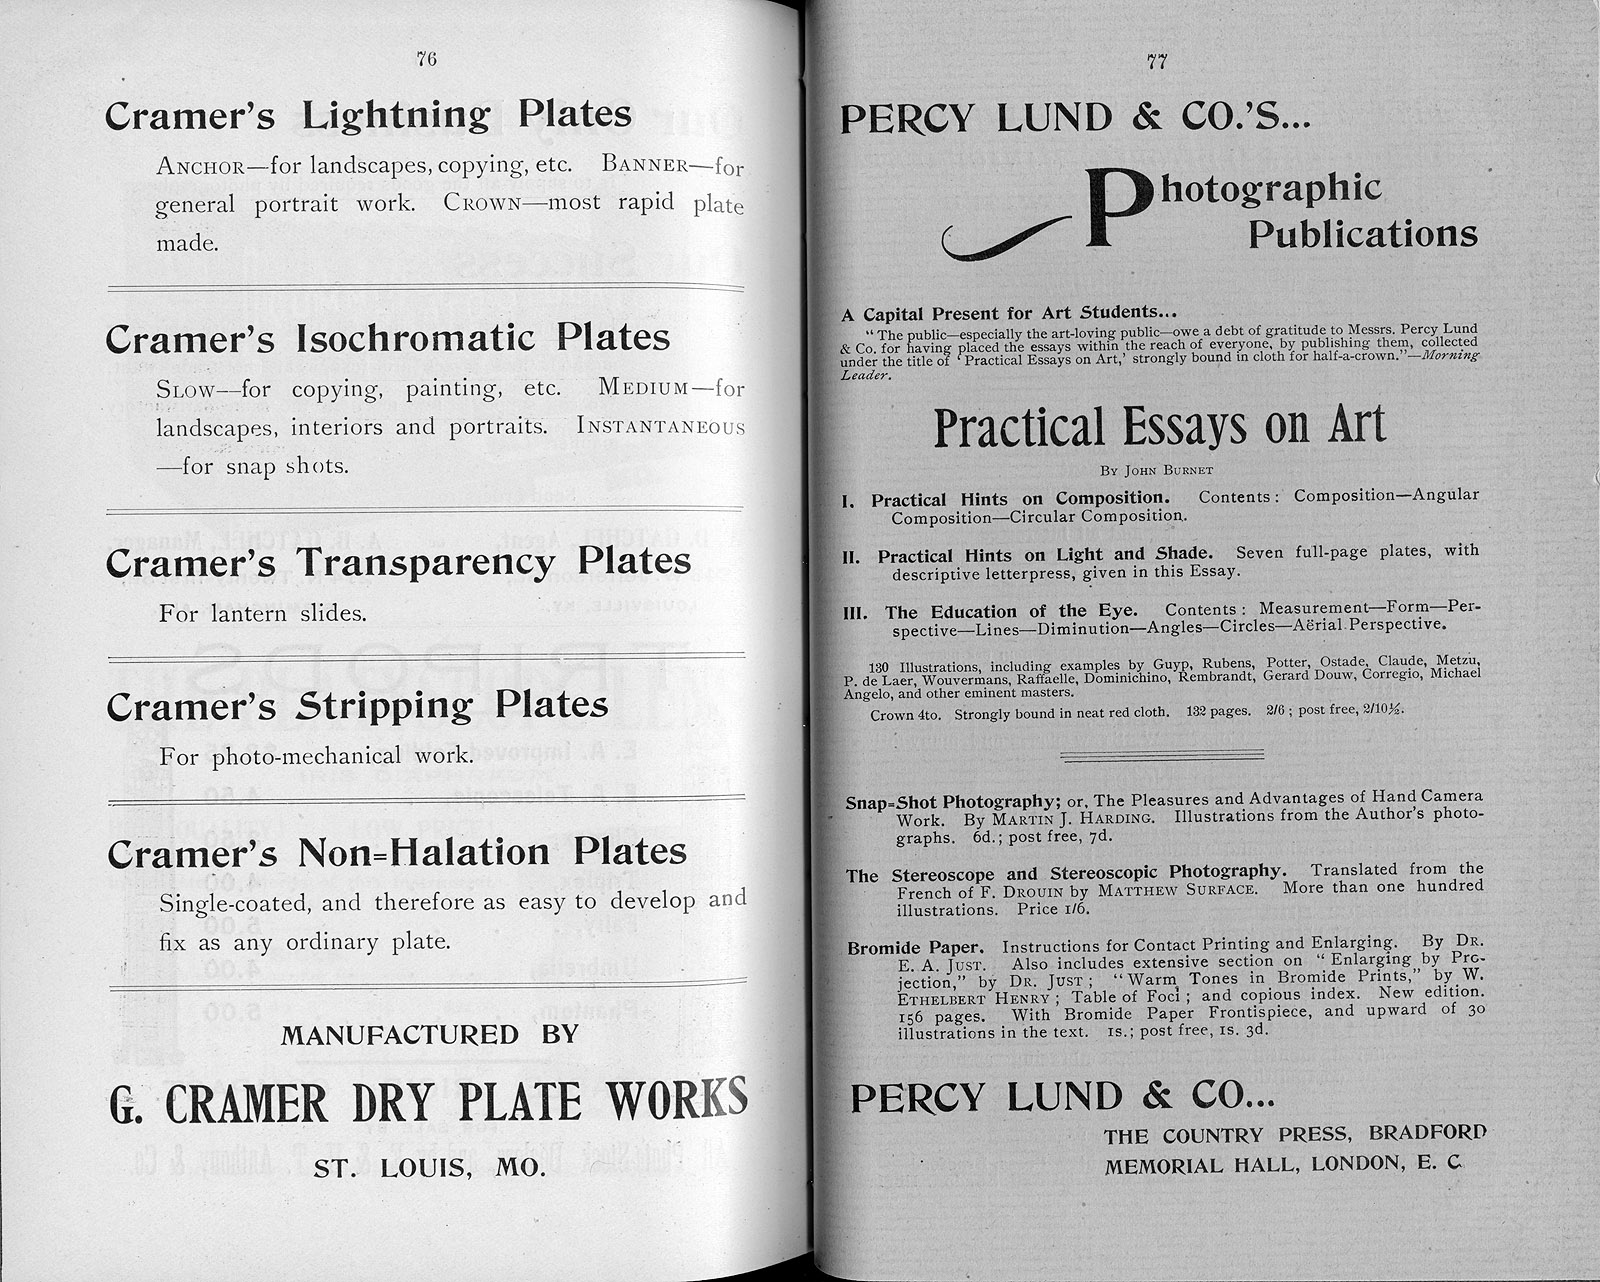 76
Cramer's Lightning Plates
ANCHOR—for landscapes, copying, etc. BANNER—for
general portrait work. CROWN—most rapid plate
made.
Cramer's Isochromatic Plates
SLOW—for copying, painting, etc. MEDIUM—for
landscapes, interiors and portraits. INSTANTANEOUS
—for snap shots.
Cramer's Transparency Plates
For lantern slides.
Cramer's Stripping Plates
For photo-mechanical work.
Cramer's Non=Halation Plates
Single-coated, and therefore as easy to develop and
fix as any ordinary plate.
MANUFACTURED BY
G. CRAMER DRY PLATE WORKS
ST. LOUIS, MO.
77
PERCY LUND & CO.'S...
Photographic
Publications
A Capital Present for Art Students...
"The public—especially the art-loving public—owe a debt of gratitude to Messrs. Percy Lund
& Co. for having placed the essays within the reach of everyone, by publishing them, collected
under the title of 'Practical Essays on Art,' strongly bound in cloth for half-a-crown."—Morning
Leader.
Practical Essays on Art
BY JOHN BURNET
I. Practical Hints on Composition. Contents: Composition—Angular
Composition—Circular Composition.
II. Practical Hints on Light and Shade. Seven full-page plates, with
descriptive letterpress, given in this Essay.
III. The Education of the Eye. Contents: Measurement—Form—Per-
spective—Lines—Diminution—Angles—Circles—Aërial Perspective.
130 Illustrations, including examples by Guyp, Rubens, Potter, Ostade, Claude, Metzu,
P. de Laer, Wouvermans, Raffaelle, Dominichino, Rembrandt, Gerard Douw, Corregio, Michael
Angelo, and other eminent masters.
Crown 4to. Strongly bound in neat red cloth. 132 pages. 2/6; post free, 2/10½.
Snap=Shot Photography; or, The Pleasures and Advantages of Hand Camera
Work. By MARTIN J. HARDING. Illustrations from the Author's photo-
graphs. 6d.; post free, 7d.
The Stereoscope and Stereoscopic Photography. Translated from the
French of F. DROUIN by MATTHEW SURFACE. More than one hundred
illustrations. Price 1/6.
Bromide Paper. Instructions for Contact Printing and Enlarging. By DR.
E. A. JUST. Also includes extensive section on "Enlarging by Pro-
jection," by DR. JUST; "Warm Tones in Bromide Prints," by W.
ETHELBERT HENRY; Table of Foci; and copious index. New edition.
156 pages. With Bromide Paper Frontispiece, and upward of 30
illustrations in the text. 1s.; post free, 1s. 3d.
PERCY LUND & CO...
THE COUNTRY PRESS, BRADFORD
MEMORIAL HALL, LONDON, E. C